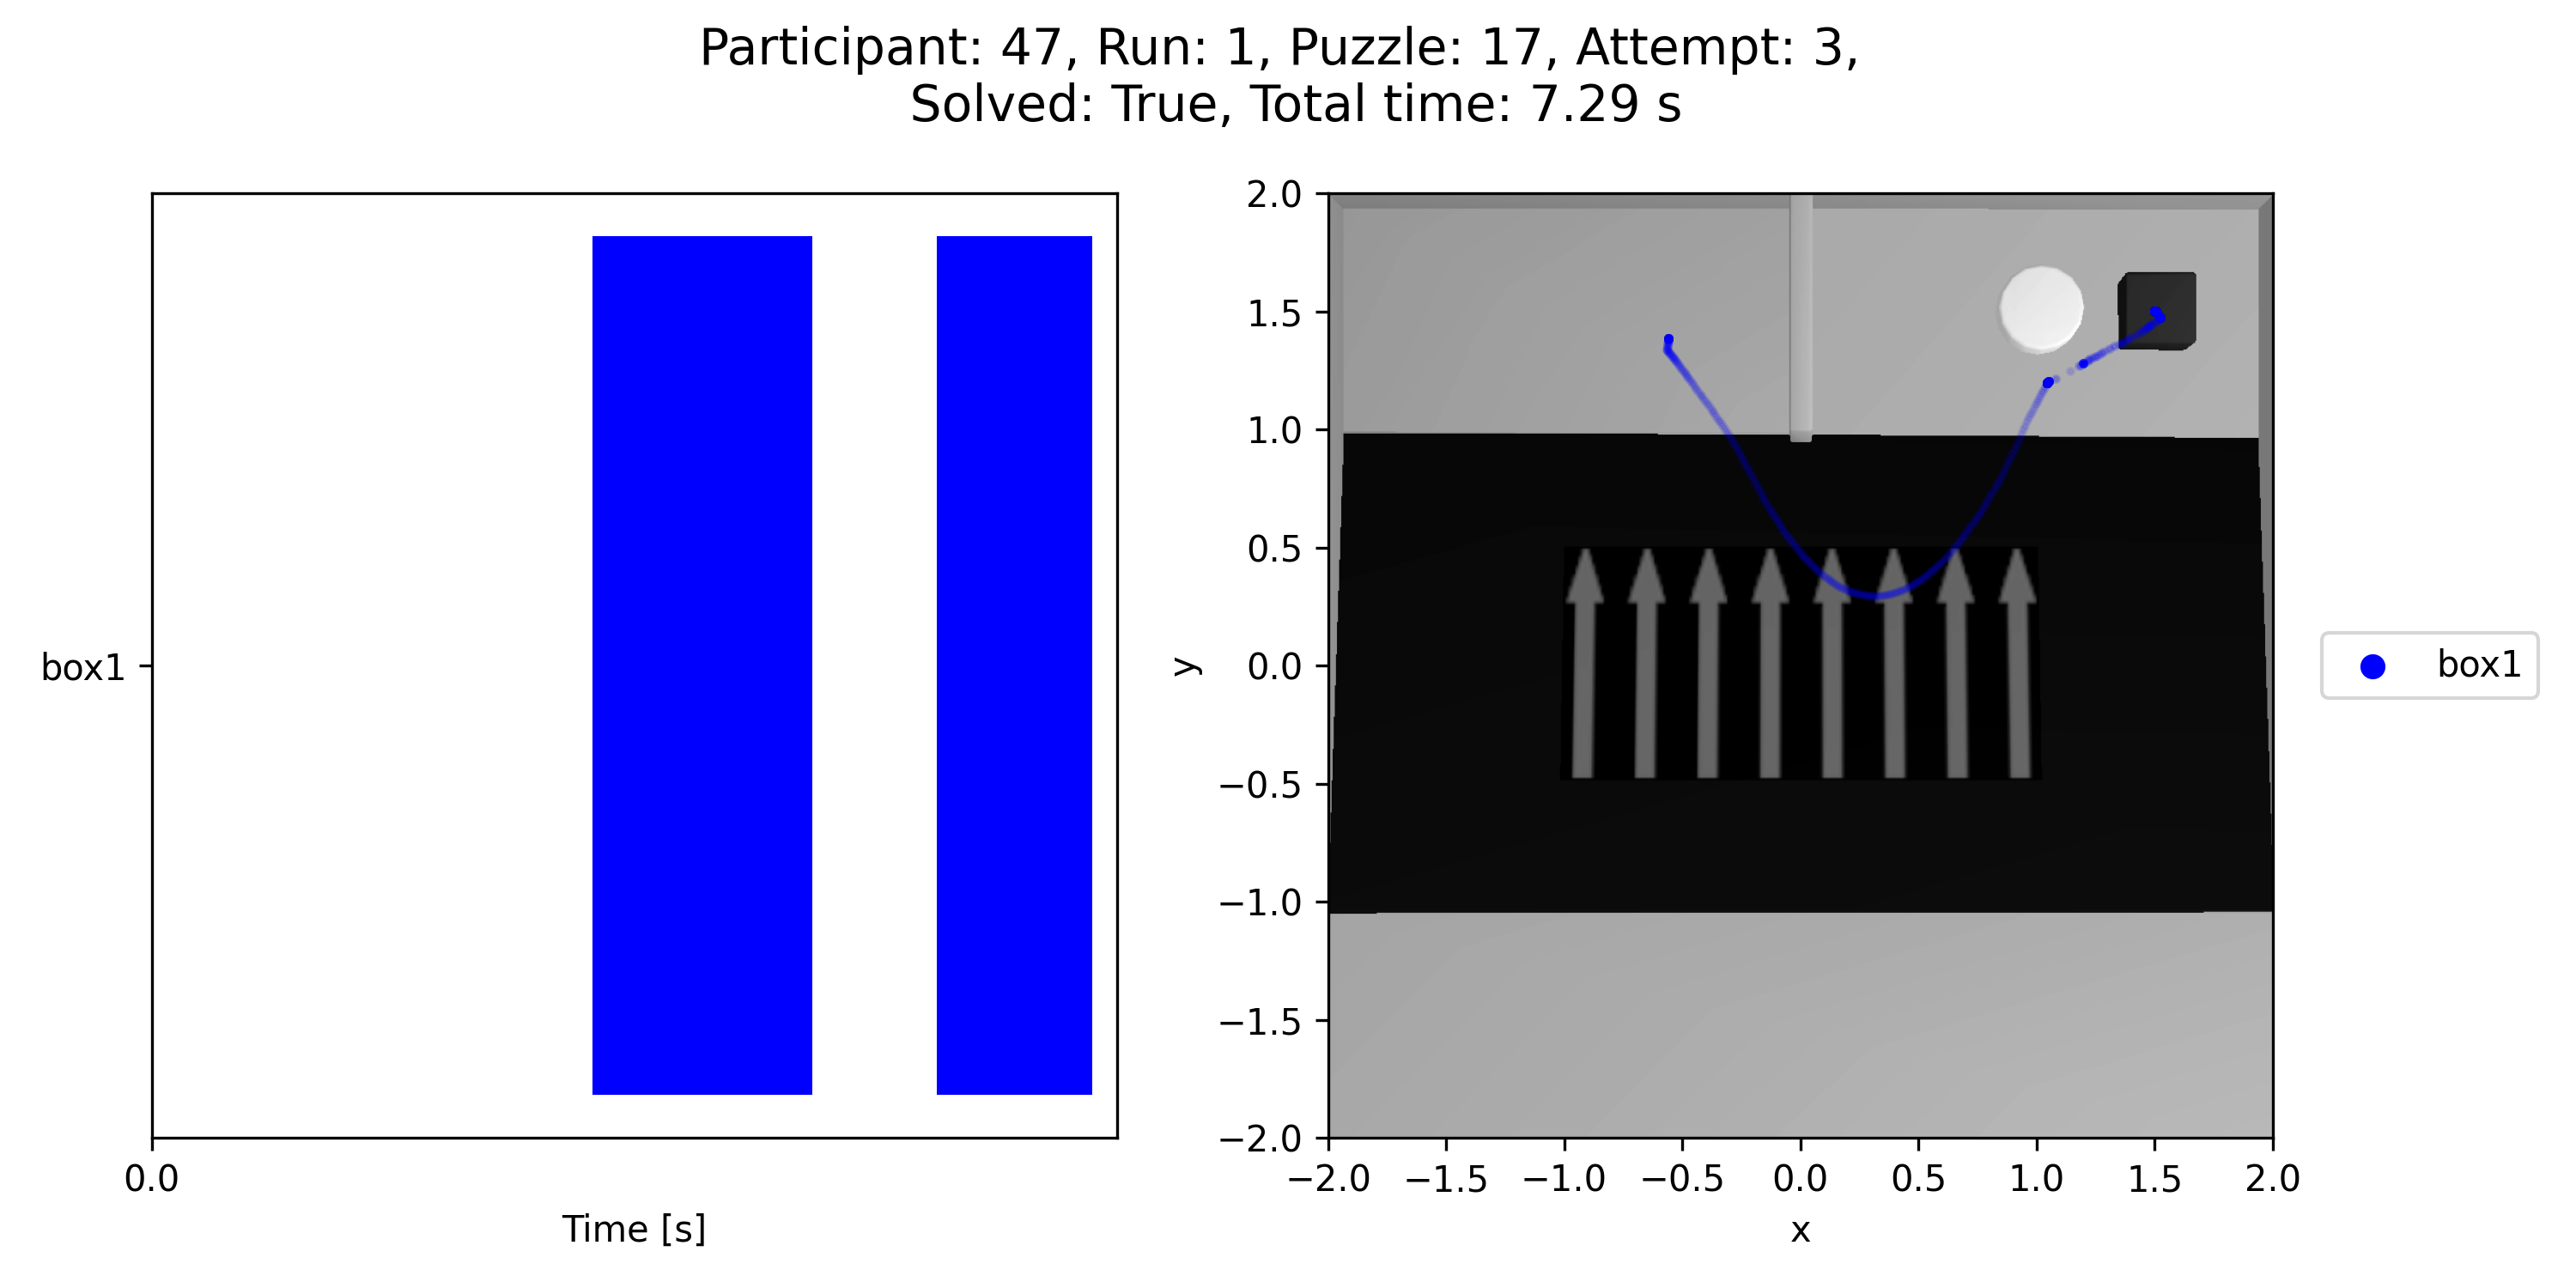 Participant: 47, Run: 1, Puzzle: 17, Attempt: 3,
Solved: True, Total time: 7.29 s
box1
0.0
Time [s]
2.0
1.5
1.0
0.5
0.0
−0.5
−1.0
−1.5
−2.0
y
−2.0 −1.5 −1.0 −0.5 0.0 0.5 1.0 1.5 2.0
x
box1